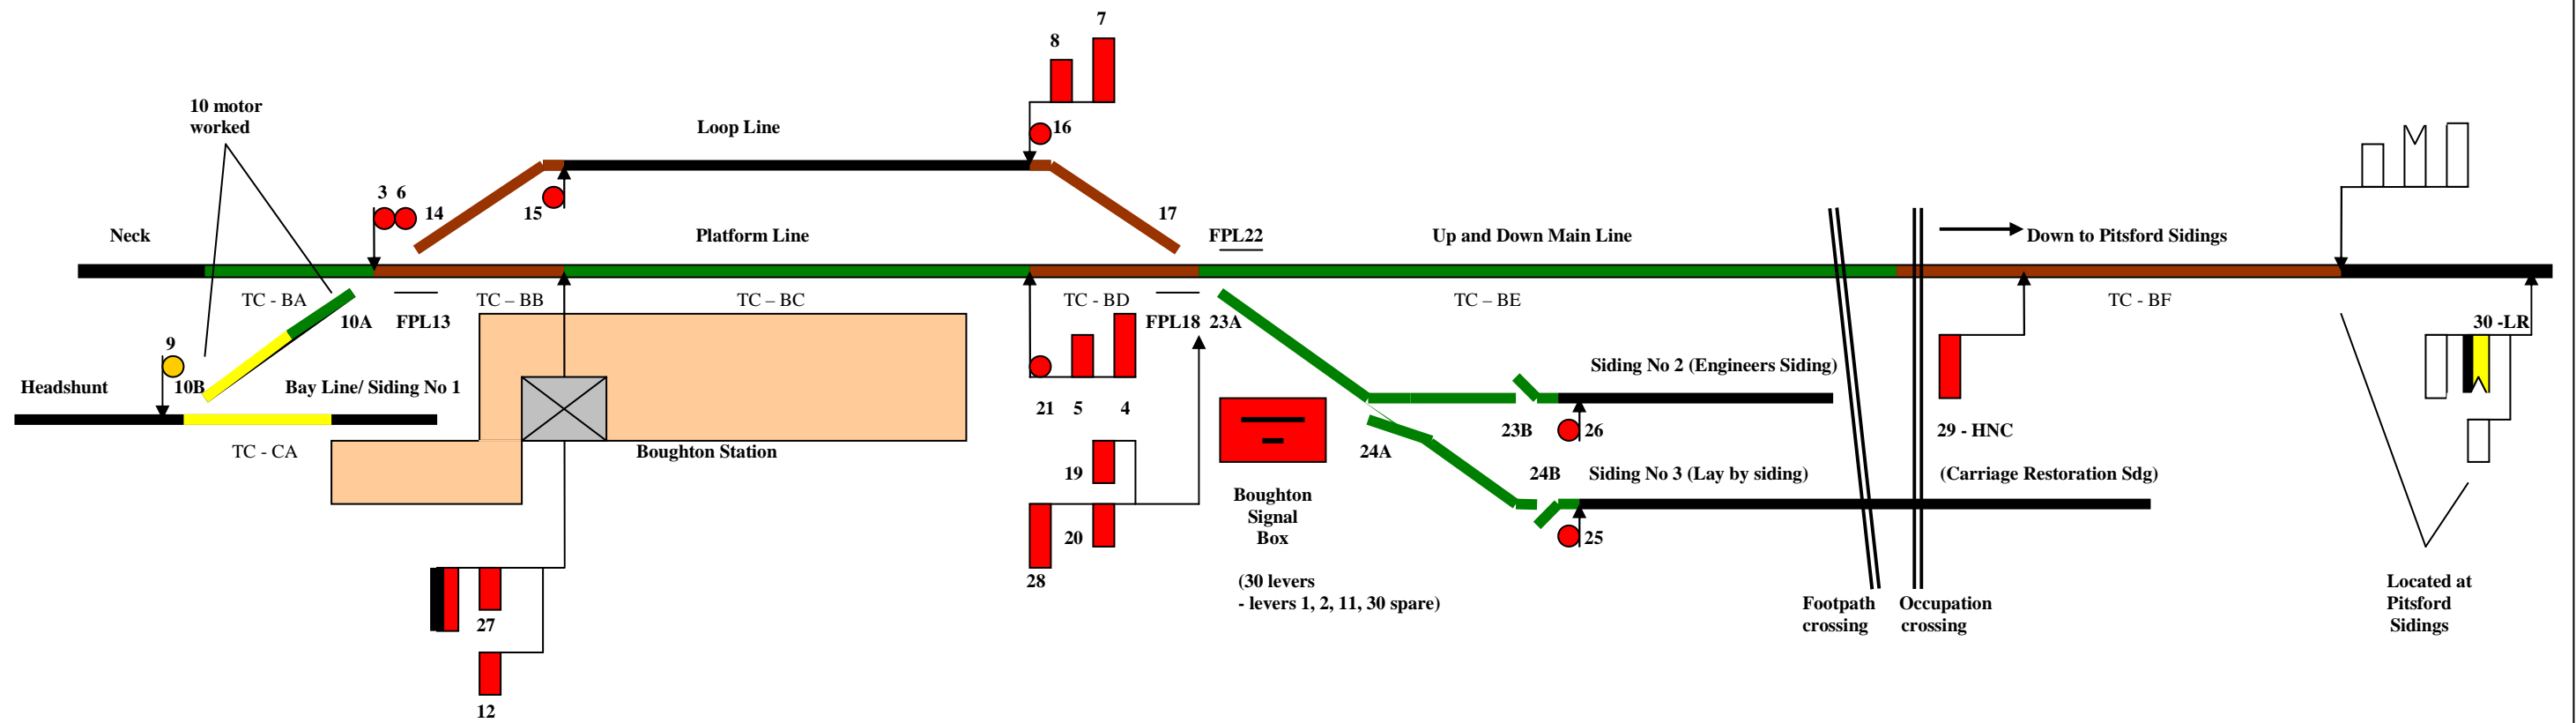 7
8
10 motor
worked
Loop Line
16
3 6
14
15
17
Neck
Platform Line
FPL22
Up and Down Main Line
Down to Pitsford Sidings
TC - BA
TC – BB
TC – BC
TC - BD
TC – BE
TC - BF
10A
FPL13
FPL18
23A
30 -LR
9
10B
Headshunt
Bay Line/ Siding No 1
Siding No 2 (Engineers Siding)
21
5
4
23B
26
29 - HNC
TC - CA
Boughton Station
24A
19
24B
Siding No 3 (Lay by siding)
(Carriage Restoration Sdg)
Boughton
Signal
Box
20
25
28
(30 levers
- levers 1, 2, 11, 30 spare)
Footpath
crossing
Occupation
crossing
Located at
Pitsford
Sidings
27
12